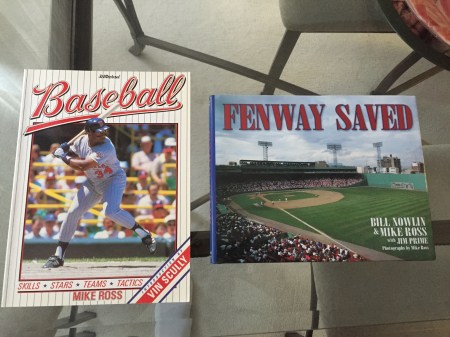 Baseball
SKILLS • STARS • TEAMS • TACTICS
MIKE ROSS
VIN SCULLY
FENWAY SAVED
BILL NOWLIN
& MIKE ROSS
with JIM PRIME
Photographs by Mike Ross